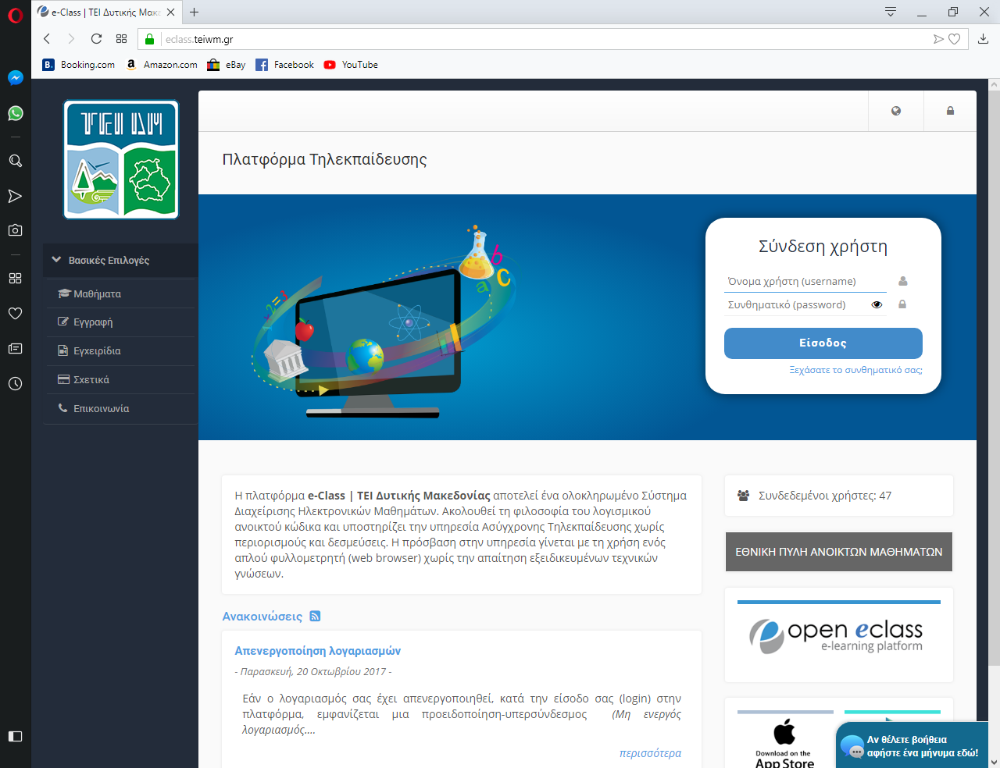 e-Class | ΤΕΙ Δυτικής Μακε
eclass.teiwm.gr
Booking.com
Amazon.com
eBay
Facebook
YouTube
ΤΕΙ ΔΜ
Πλατφόρμα Τηλεκπαίδευσης
Βασικές Επιλογές
Μαθήματα
Εγγραφή
Εγχειρίδια
Σχετικά
Επικοινωνία
Σύνδεση χρήστη
Όνομα χρήστη (username)
Συνθηματικό (password)
Είσοδος
Ξεχάσατε το συνθηματικό σας;
Η πλατφόρμα e-Class | ΤΕΙ Δυτικής Μακεδονίας αποτελεί ένα ολοκληρωμένο Σύστημα
Διαχείρισης Ηλεκτρονικών Μαθημάτων. Ακολουθεί τη φιλοσοφία του λογισμικού
ανοικτού κώδικα και υποστηρίζει την υπηρεσία Ασύγχρονης Τηλεκπαίδευσης χωρίς
περιορισμούς και δεσμεύσεις. Η πρόσβαση στην υπηρεσία γίνεται με τη χρήση ενός
απλού φυλλομετρητή (web browser) χωρίς την απαίτηση εξειδικευμένων τεχνικών
γνώσεων.
Ανακοινώσεις
Απενεργοποίηση λογαριασμών
- Παρασκευή, 20 Οκτωβρίου 2017 -
Εάν ο λογαριασμός σας έχει απενεργοποιηθεί, κατά την είσοδο σας (login) στην
πλατφόρμα, εμφανίζεται μια προειδοποίηση-υπερσύνδεσμος (Μη ενεργός
λογαριασμός....
περισσότερα
Συνδεδεμένοι χρήστες: 47
ΕΘΝΙΚΗ ΠΥΛΗ ΑΝΟΙΚΤΩΝ ΜΑΘΗΜΑΤΩΝ
open eclass
e-learning platform
Download on the
App Store
Αν θέλετε βοήθεια
αφήστε ένα μήνυμα εδώ!